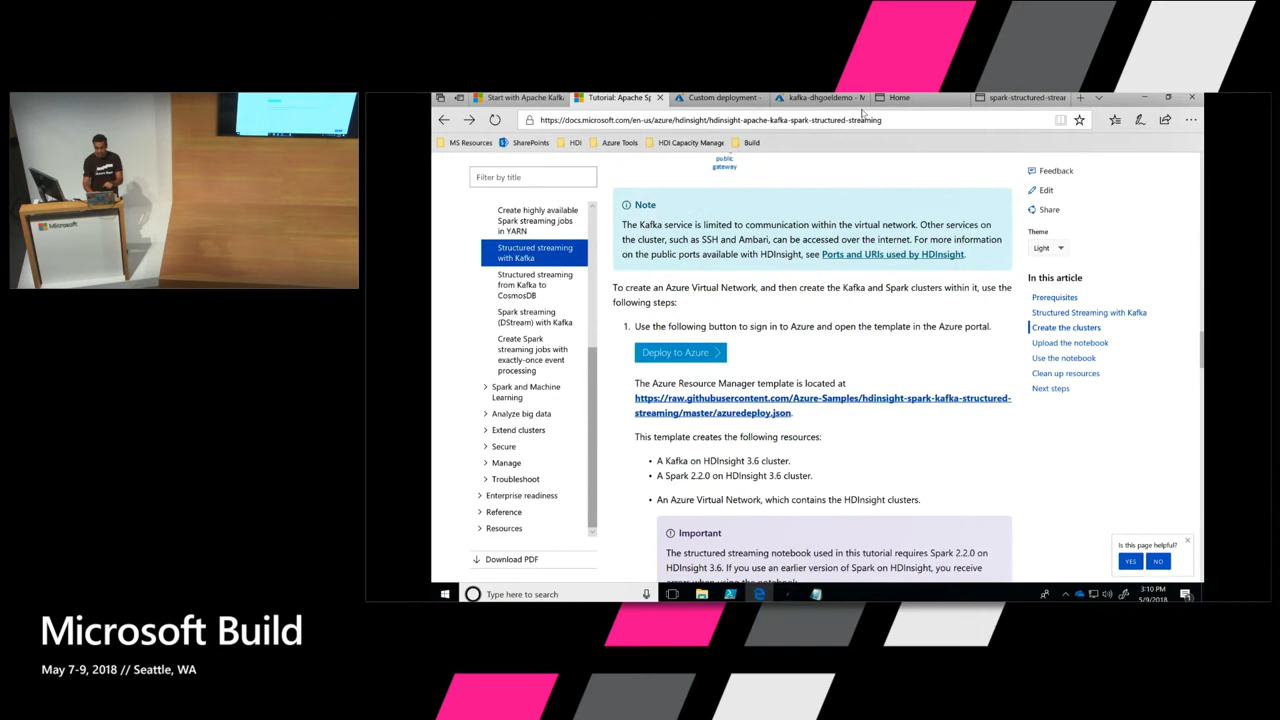 Start with Apache Kafk
Tutorial: Apache Sp
Custom deployment -
kafka-dhgoeldemo - M
Home
spark-structured-strear
https://docs.microsoft.com/en-us/azure/hdinsight/hdinsight-apache-kafka-spark-structured-streaming
MS Resources
SharePoints
HDI
Azure Tools
HDI Capacity Manage
Build
Filter by title
Create highly available
Spark streaming jobs
in YARN
Structured streaming
with Kafka
Structured streaming
from Kafka to
CosmosDB
Spark streaming
(DStream) with Kafka
Create Spark
streaming jobs with
exactly-once event
processing
Spark and Machine
Learning
Analyze big data
Extend clusters
Secure
Manage
Troubleshoot
Enterprise readiness
Reference
Resources
Download PDF
public
gateway
Note
The Kafka service is limited to communication within the virtual network. Other services on
the cluster, such as SSH and Ambari, can be accessed over the internet. For more information
on the public ports available with HDInsight, see Ports and URIs used by HDInsight.
To create an Azure Virtual Network, and then create the Kafka and Spark clusters within it, use the
following steps:
1. Use the following button to sign in to Azure and open the template in the Azure portal.
Deploy to Azure
The Azure Resource Manager template is located at
https://raw.githubusercontent.com/Azure-Samples/hdinsight-spark-kafka-structured-
streaming/master/azuredeploy.json.
This template creates the following resources:
• A Kafka on HDInsight 3.6 cluster.
• A Spark 2.2.0 on HDInsight 3.6 cluster.
• An Azure Virtual Network, which contains the HDInsight clusters.
Important
The structured streaming notebook used in this tutorial requires Spark 2.2.0 on
HDInsight 3.6. If you use an earlier version of Spark on HDInsight, you receive
errors when using the notebook.
Feedback
Edit
Share
Theme
Light
In this article
Prerequisites
Structured Streaming with Kafka
Create the clusters
Upload the notebook
Use the notebook
Clean up resources
Next steps
Is this page helpful?
YES
NO
Type here to search
3:10 PM
5/9/2018
Microsoft
Microsoft Build
May 7-9, 2018 // Seattle, WA